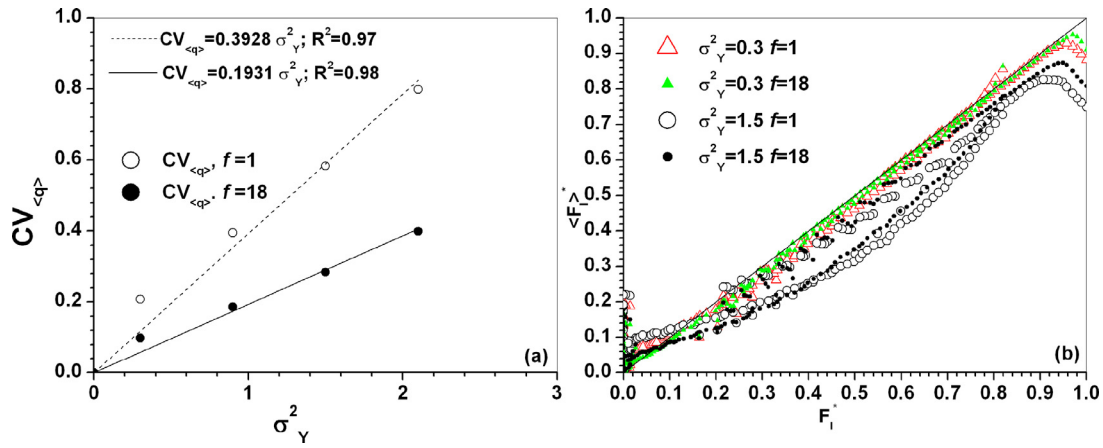 1.0
0.8
0.6
0.4
0.2
0.0
CV<q>
CV<q>=0.3928 σ²Y; R²=0.97
CV<q>=0.1931 σ²Y; R²=0.98
CV<q>, f=1
CV<q>. f=18
(a)
0 1 2 3
σ²Y
1.0
0.9
0.8
0.7
0.6
0.5
0.4
0.3
0.2
0.1
0.0
<Fl>*
σ²Y=0.3 f=1
σ²Y=0.3 f=18
σ²Y=1.5 f=1
σ²Y=1.5 f=18
(b)
0.0 0.1 0.2 0.3 0.4 0.5 0.6 0.7 0.8 0.9 1.0
Fl*